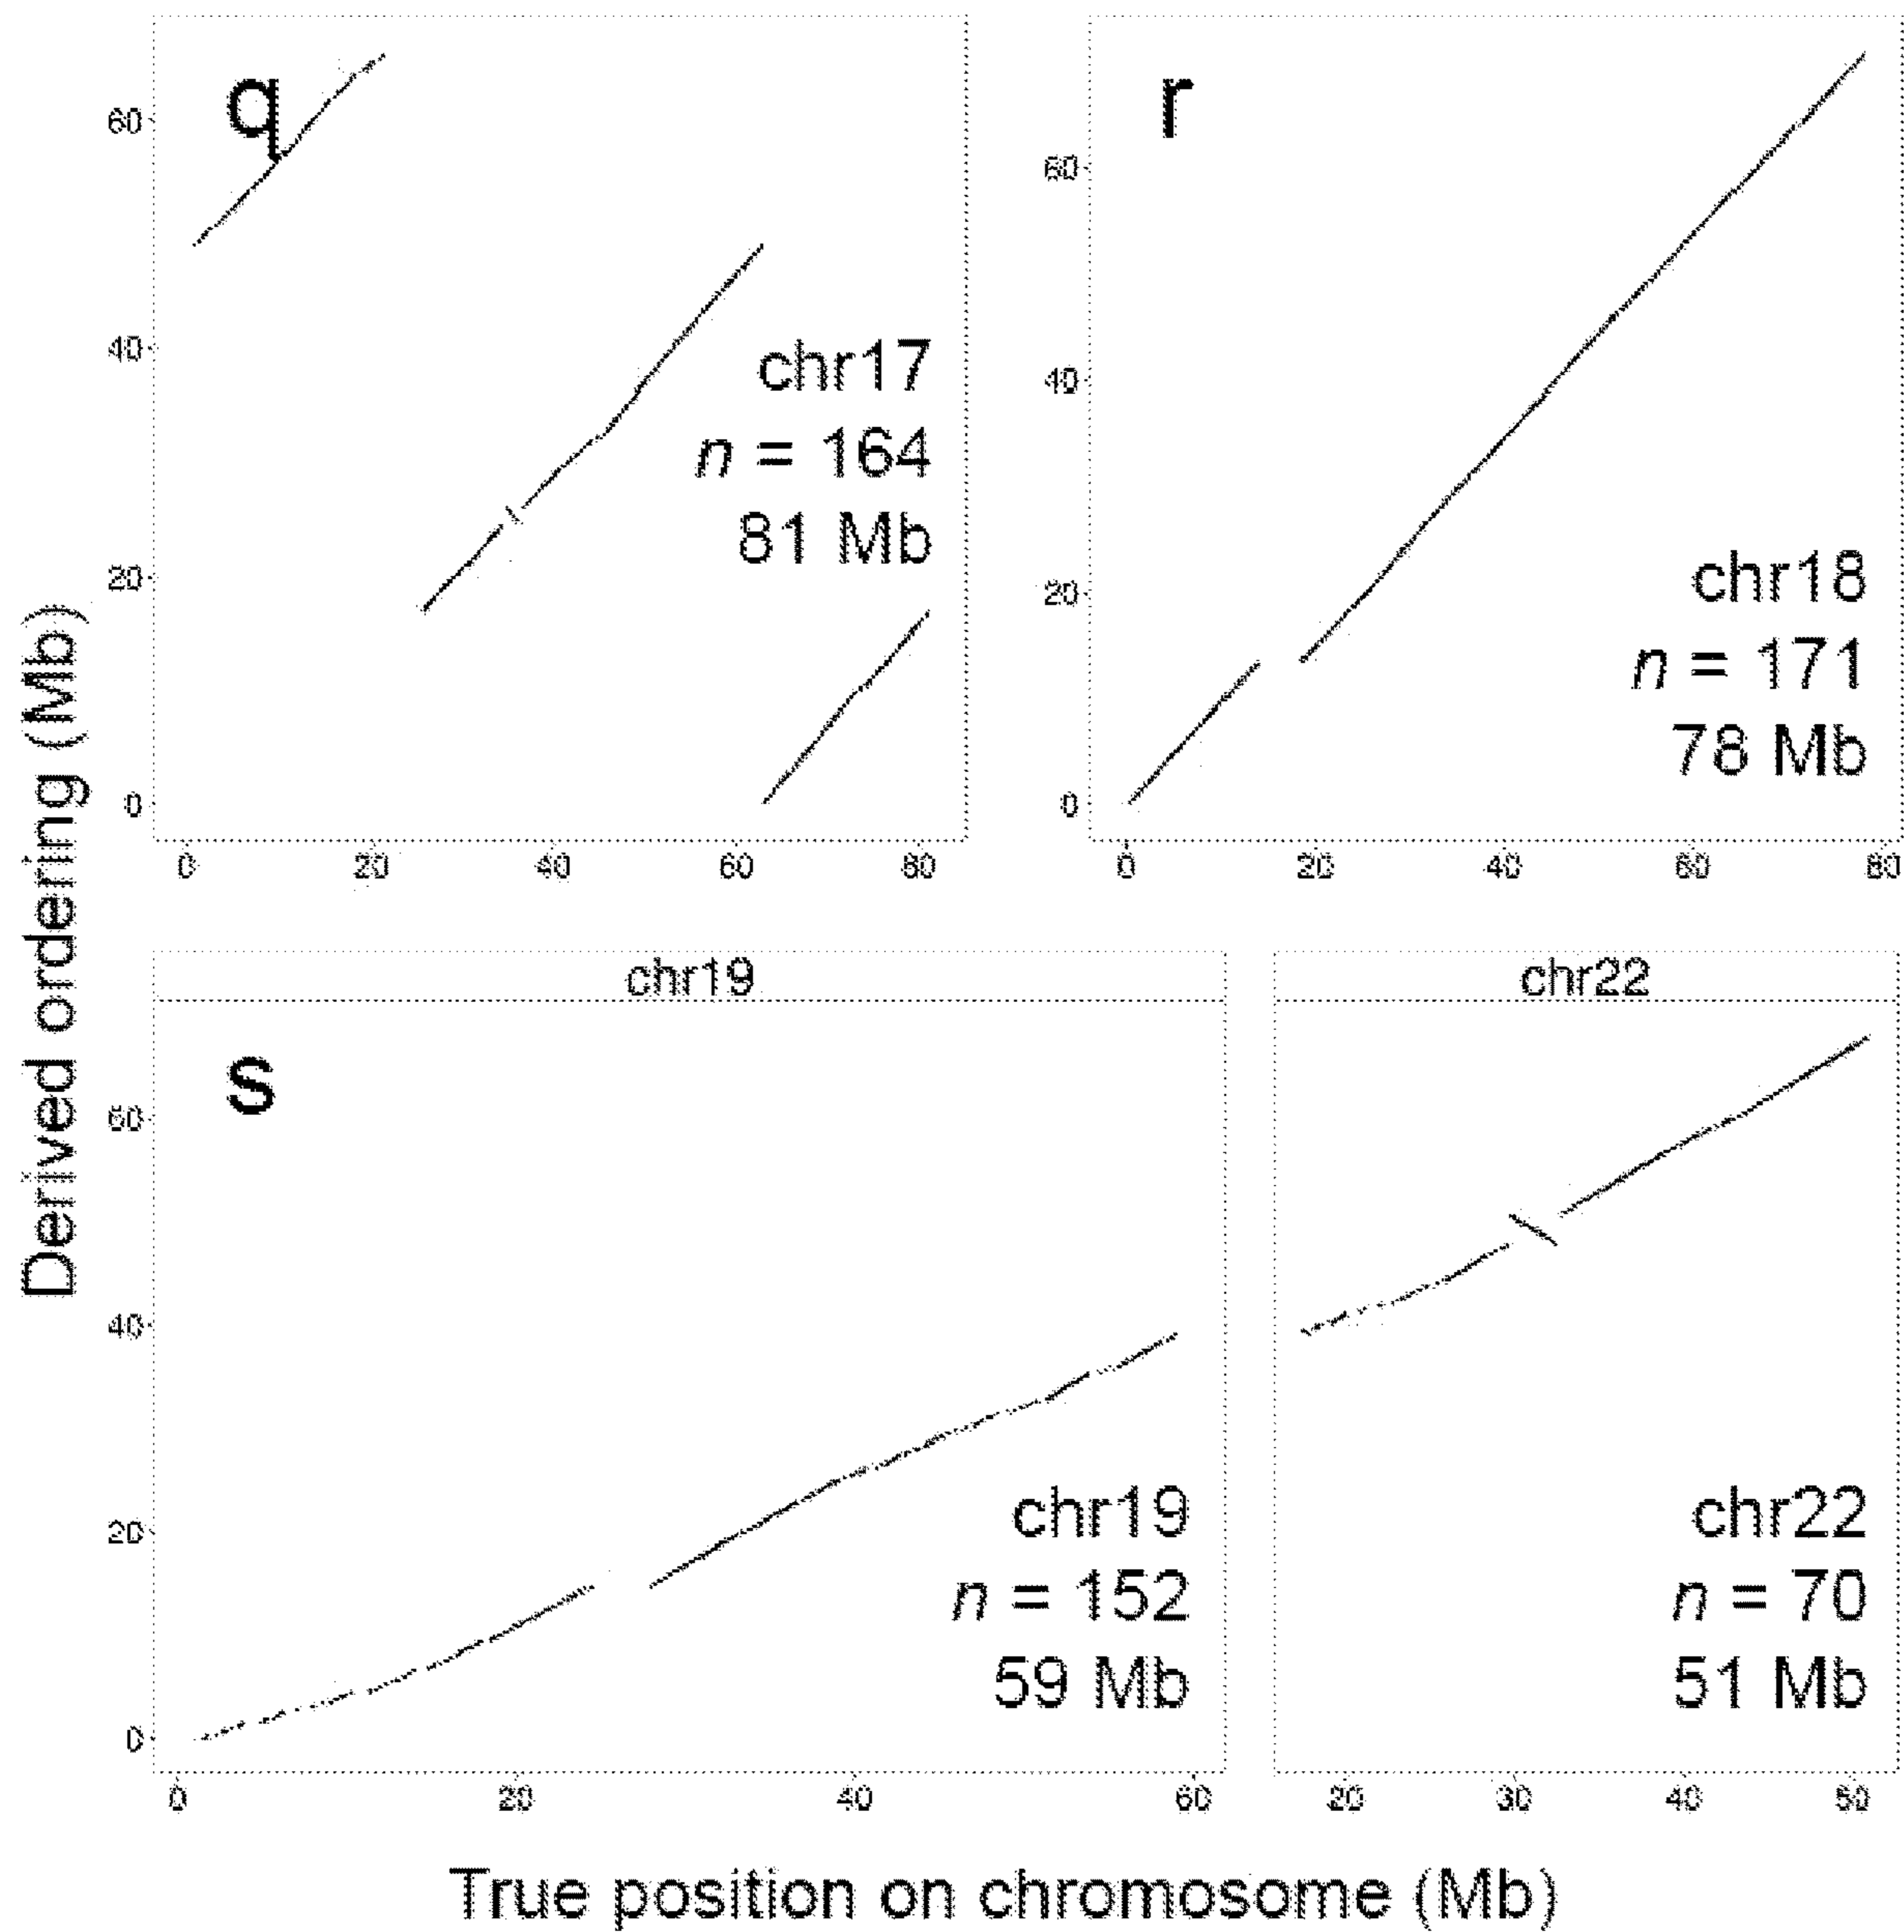 Derived ordering (Mb)
q
60
40
20
0
chr17
n = 164
81 Mb
0 20 40 60 80
r
60
40
20
0
chr18
n = 171
78 Mb
0 20 40 60 80
chr19
s
60
40
20
0
chr19
n = 152
59 Mb
0 20 40 60
chr22
chr22
n = 70
51 Mb
20 30 40 50
True position on chromosome (Mb)